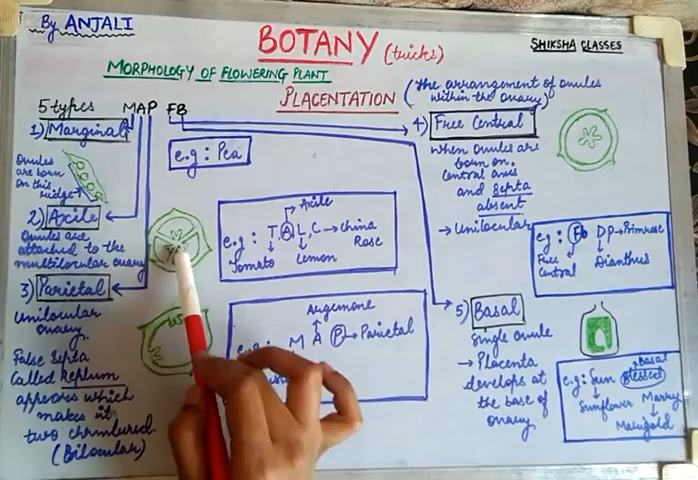 By ANJALI
BOTANY (tricks)
SHIKSHA CLASSES
MORPHOLOGY OF FLOWERING PLANT
PLACENTATION (the arrangement of ovules
within the ovary)
5 types MAP FB
1) Marginal
Ovules
are born
on this
ridge
e.g : Pea
2) Axile
Ovules are
attached to the
multilocular ovary
Axile
e.g : T A L, C → China
Rose
Tomato Lemon
3) Parietal
Unilocular
ovary.
False septa
called replum
appears which
makes it
two chambured.
(Bilocular)
Augemone
e.g : M A P → Parietal
4) Free Central
when ovules are
born on
central axis
and septa
absent
→ Unilocular
eg : Fb DP → Primrose
Free
Central
Dianthus
5) Basal
Single ovule
→ Placenta
develops at
the base of
ovary
Basal
e.g : Sun Blessed
Sunflower Marry
Marigold